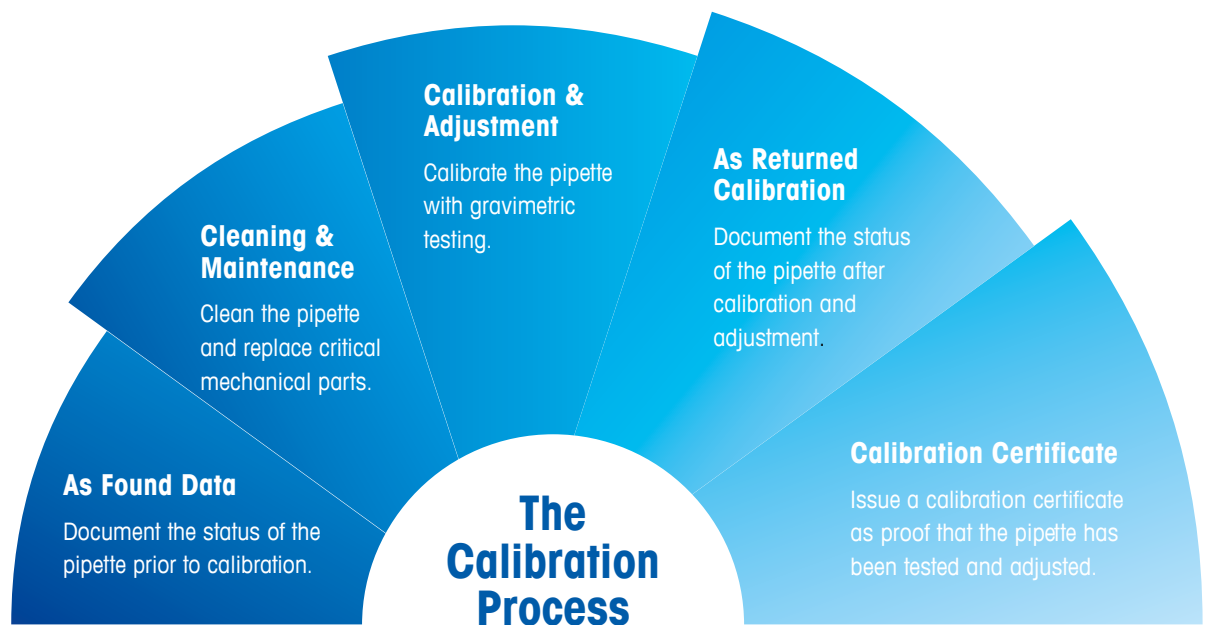 As Found Data
Document the status of the
pipette prior to calibration.
Cleaning &
Maintenance
Clean the pipette
and replace critical
mechanical parts.
Calibration &
Adjustment
Calibrate the pipette
with gravimetric
testing.
As Returned
Calibration
Document the status
of the pipette after
calibration and
adjustment.
Calibration Certificate
Issue a calibration certificate
as proof that the pipette has
been tested and adjusted.
The
Calibration
Process